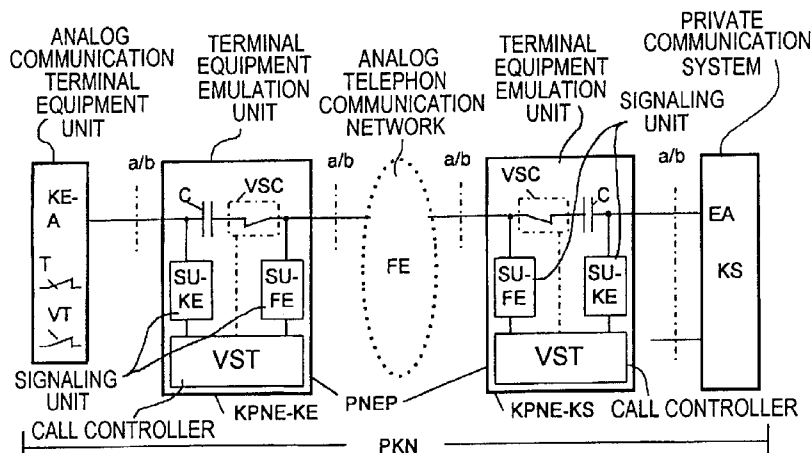 ANALOG
COMMUNICATION
TERMINAL
EQUIPMENT
UNIT
TERMINAL
EQUIPMENT
EMULATION
UNIT
ANALOG
TELEPHON
COMMUNICATION
NETWORK
TERMINAL
EQUIPMENT
EMULATION
UNIT
PRIVATE
COMMUNICATION
SYSTEM
SIGNALING
UNIT
a/b
a/b
a/b
a/b
KE-
A
T
VT
C
VSC
SU-
KE
SU-
FE
VST
FE
VSC
C
SU-
FE
SU-
KE
VST
EA
KS
SIGNALING
UNIT
CALL CONTROLLER
KPNE-KE
PNEP
KPNE-KS
CALL CONTROLLER
PKN